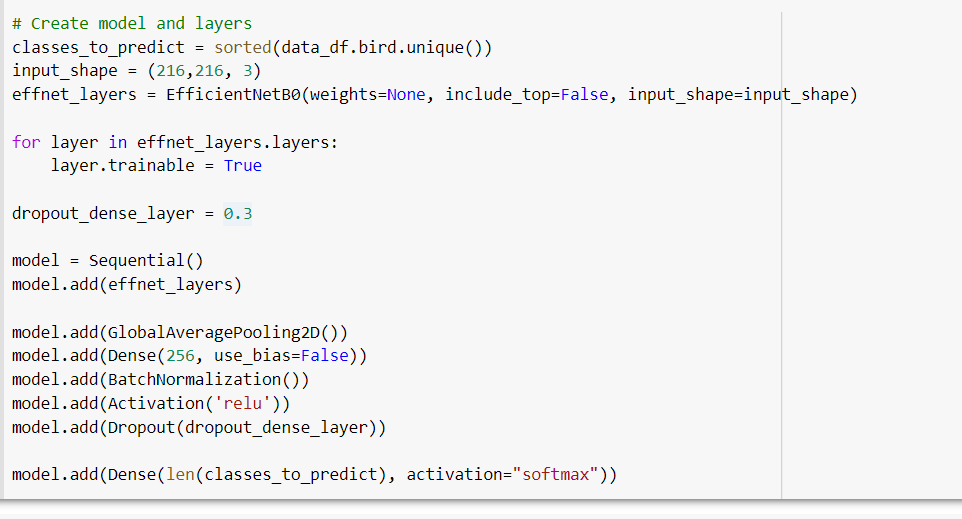 # Create model and layers
classes_to_predict = sorted(data_df.bird.unique())
input_shape = (216,216, 3)
effnet_layers = EfficientNetB0(weights=None, include_top=False, input_shape=input_shape)
for layer in effnet_layers.layers:
    layer.trainable = True
dropout_dense_layer = 0.3
model = Sequential()
model.add(effnet_layers)
model.add(GlobalAveragePooling2D())
model.add(Dense(256, use_bias=False))
model.add(BatchNormalization())
model.add(Activation('relu'))
model.add(Dropout(dropout_dense_layer))
model.add(Dense(len(classes_to_predict), activation="softmax"))